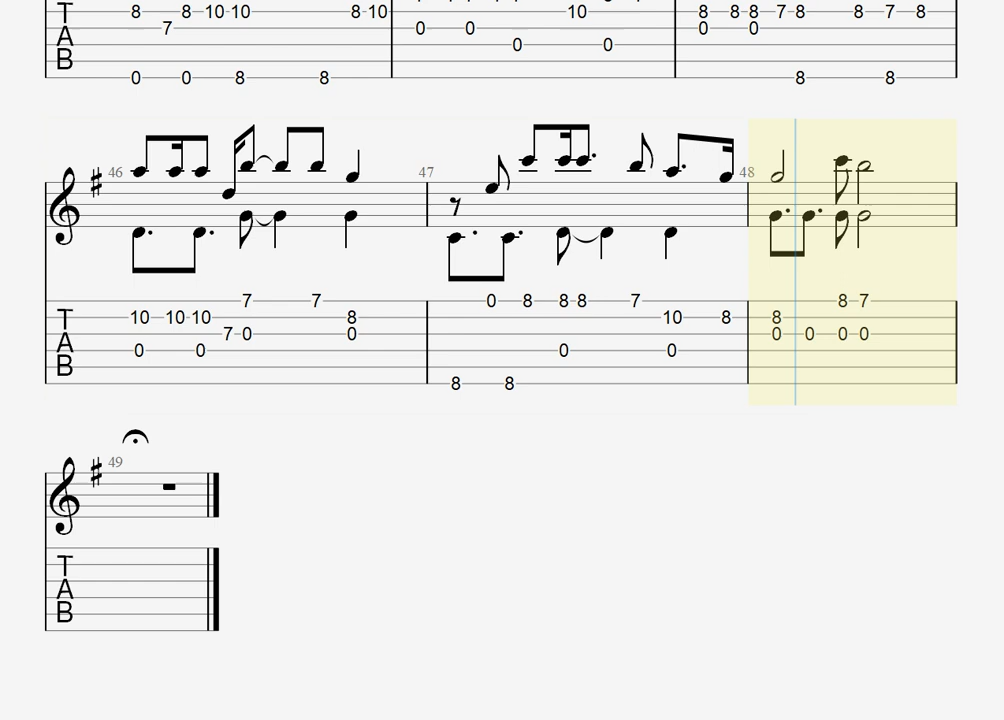 T 8 8 10 10 8 10 10 8 8 8 7 8 8 7 8
A 7 0 0 0 0
0 0
B
0 0 8 8 8 8
46 47 48
7 7 0 8 8 8 7 8 7
T 10 10 10 8 10 8 8
A 7 0 0 0 0 0 0
0 0 0 0
B
8 8
49
T
A
B